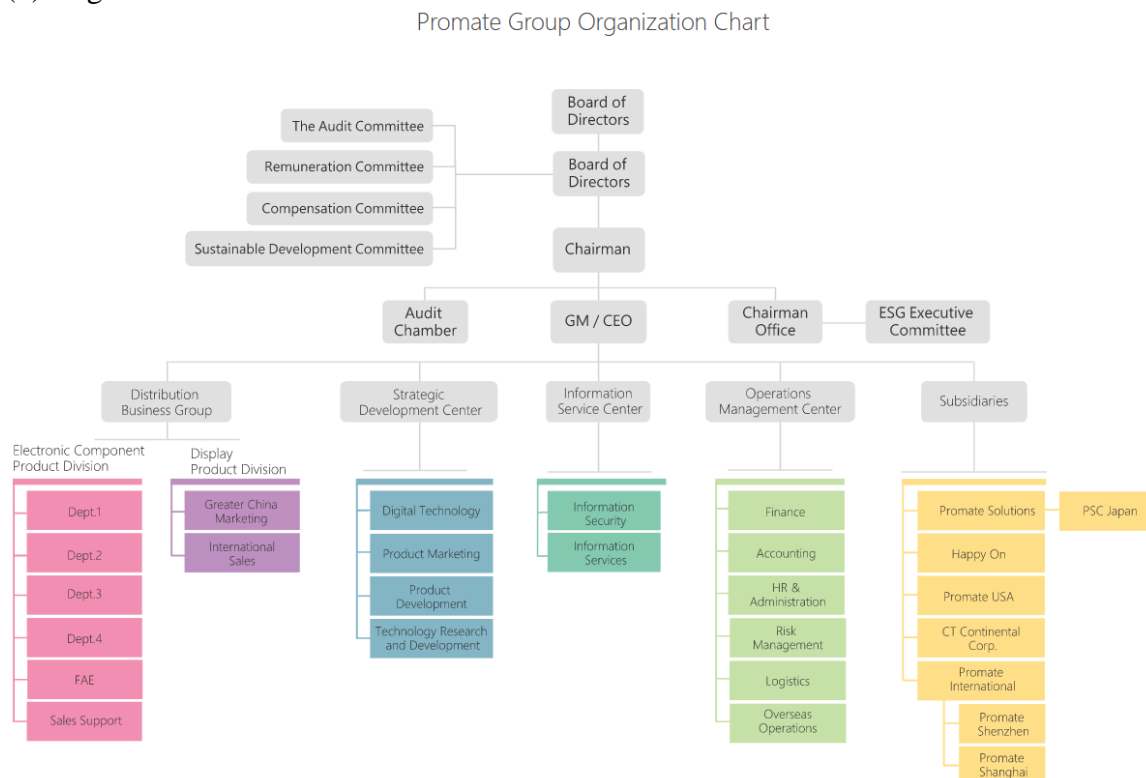 Promate Group Organization Chart
Board of
Directors
The Audit Committee
Remuneration Committee
Compensation Committee
Sustainable Development Committee
Board of
Directors
Chairman
Audit
Chamber
GM / CEO
Chairman
Office
ESG Executive
Committee
Distribution
Business Group
Strategic
Development Center
Information
Service Center
Operations
Management Center
Subsidiaries
Electronic Component
Product Division
Dept.1
Dept.2
Dept.3
Dept.4
FAE
Sales Support
Display
Product Division
Greater China
Marketing
International
Sales
Digital Technology
Product Marketing
Product
Development
Technology Research
and Development
Information
Security
Information
Services
Finance
Accounting
HR &
Administration
Risk
Management
Logistics
Overseas
Operations
Promate Solutions
PSC Japan
Happy On
Promate USA
CT Continental
Corp.
Promate
International
Promate
Shenzhen
Promate
Shanghai